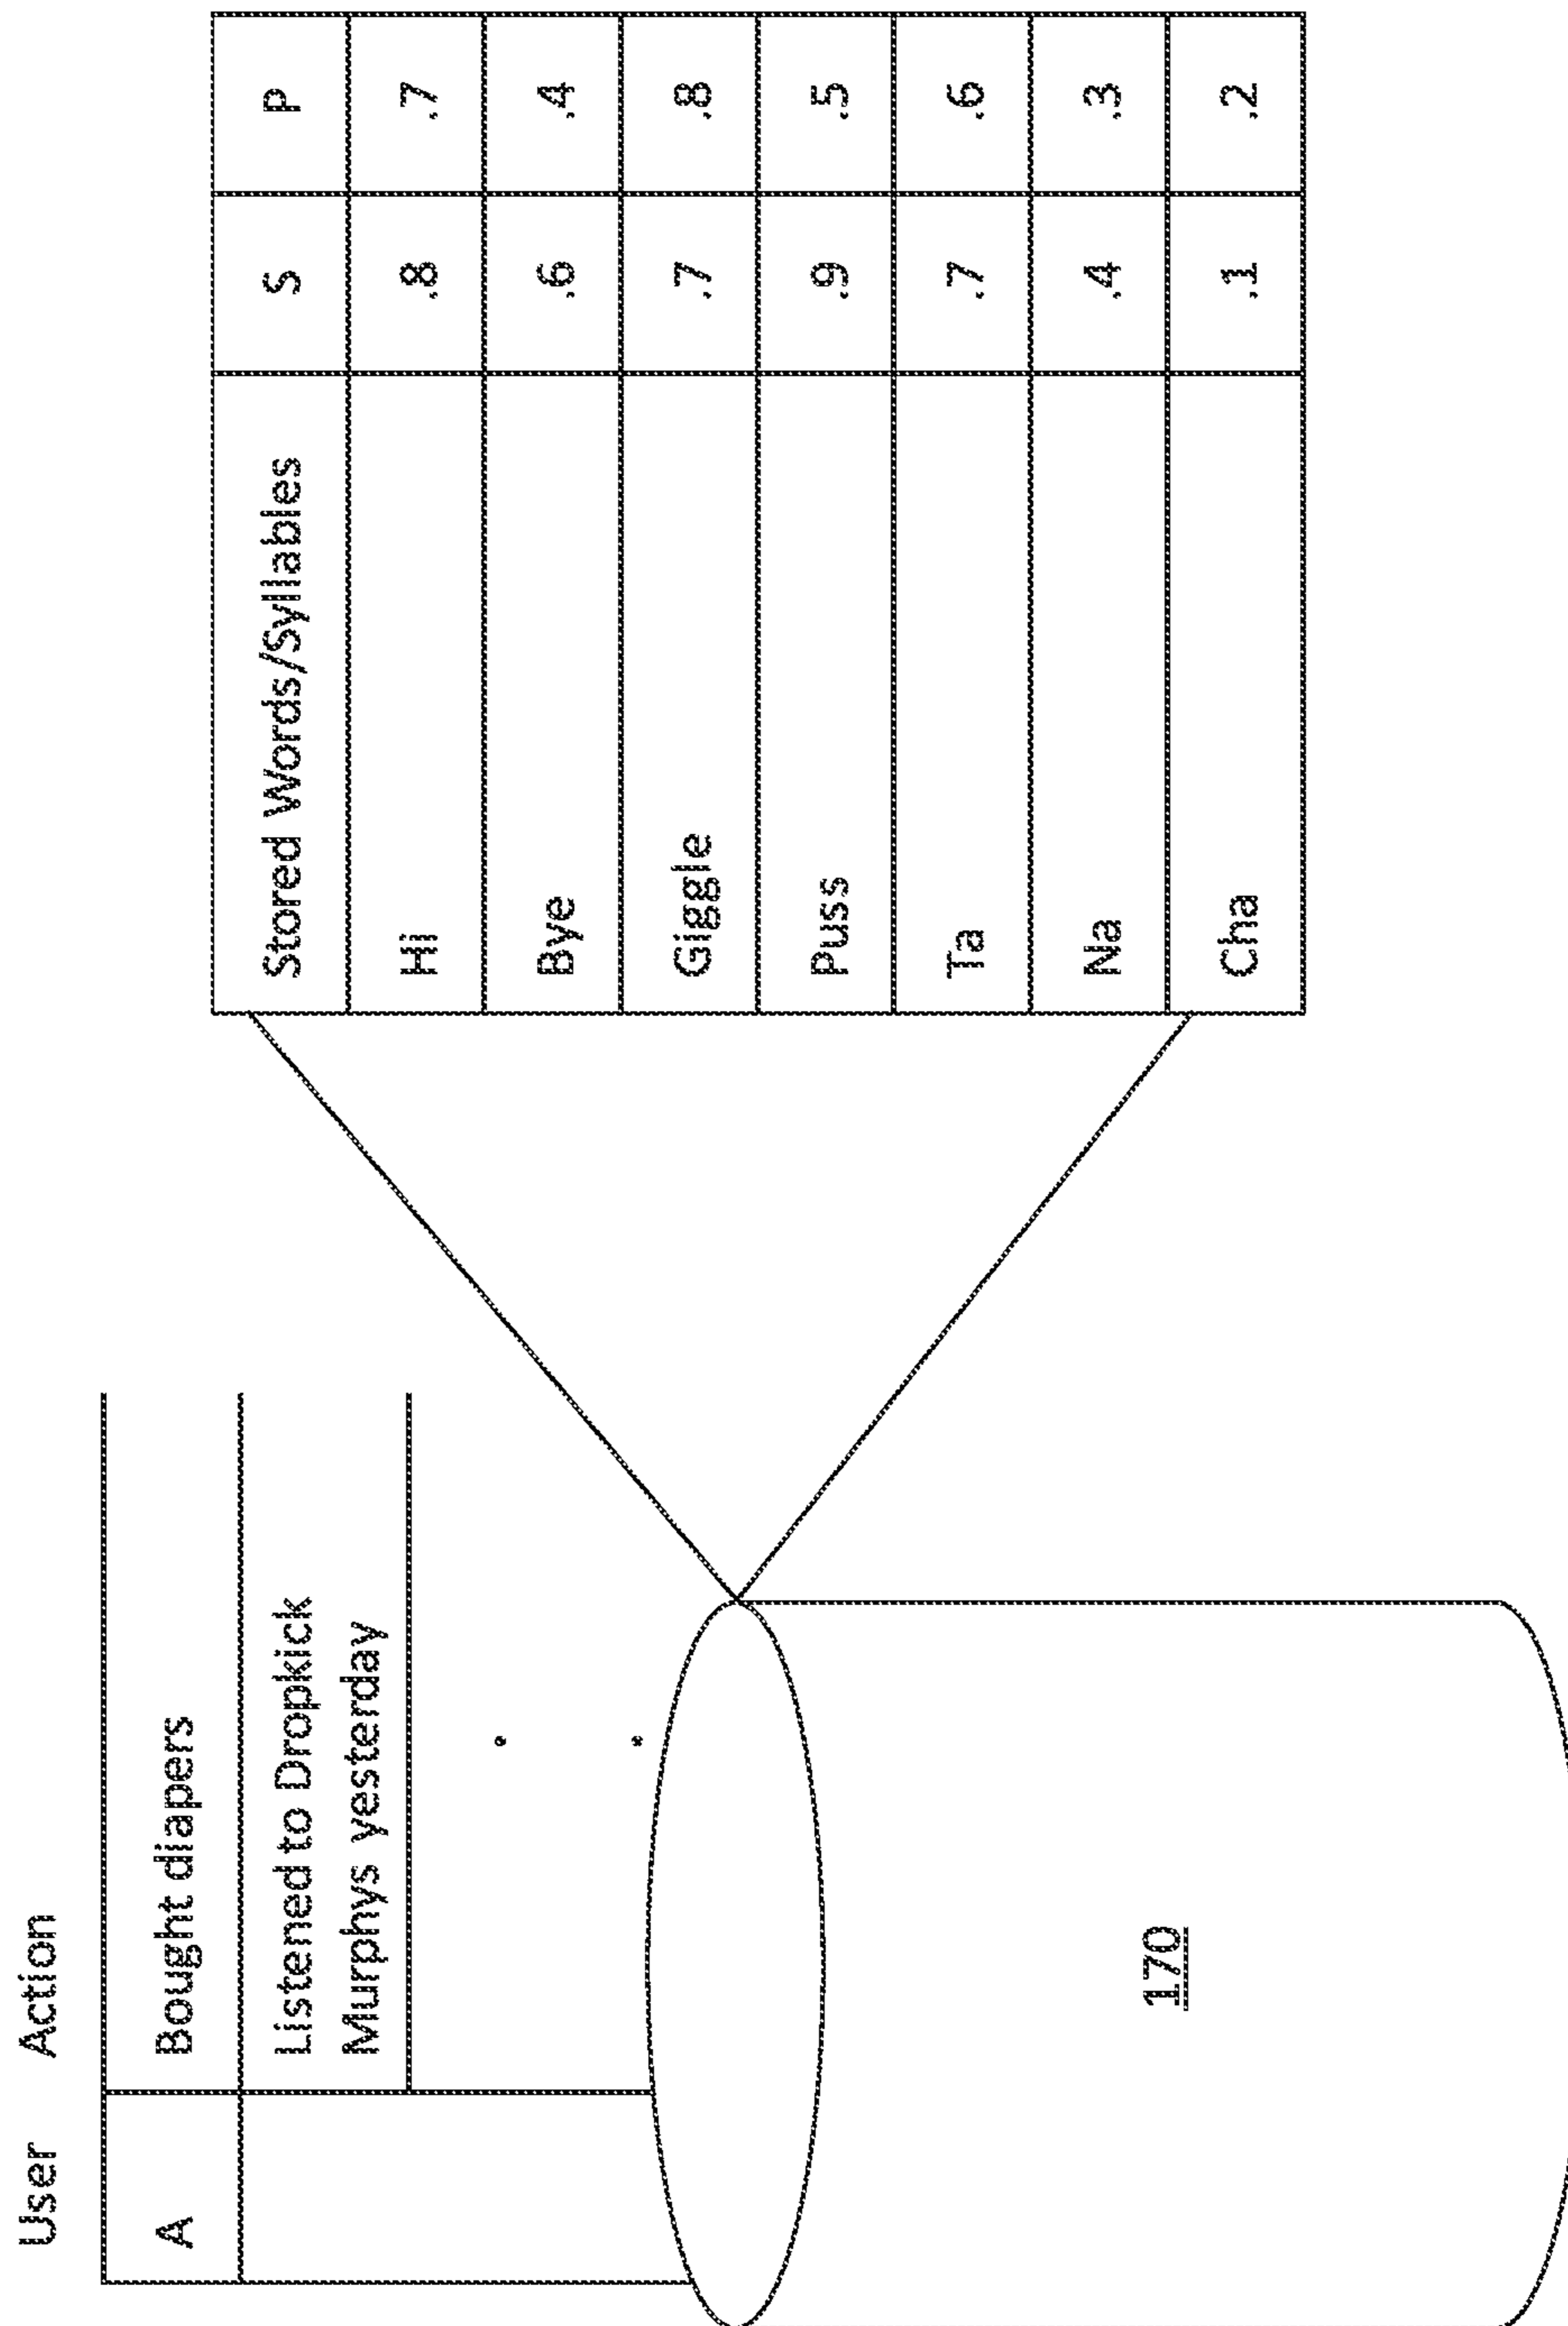 User Action
A Bought diapers
Listened to Dropkick
Murphys yesterday
170
Stored Words/Syllables S P
Hi .8 .7
Bye .6 .4
Giggle .7 .8
Puss .9 .5
Ta .7 .6
Na .4 .3
Cha .1 .2